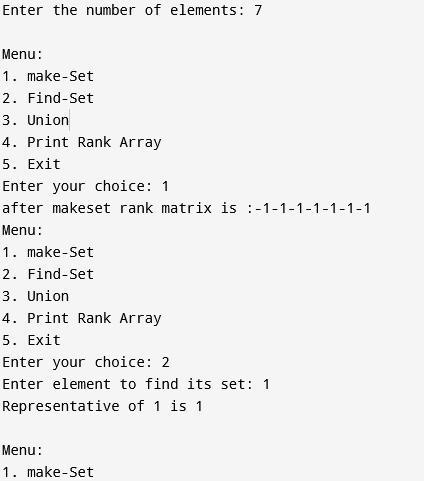 Enter the number of elements: 7
Menu:
1. make-Set
2. Find-Set
3. Union
4. Print Rank Array
5. Exit
Enter your choice: 1
after makeset rank matrix is :-1-1-1-1-1-1-1
Menu:
1. make-Set
2. Find-Set
3. Union
4. Print Rank Array
5. Exit
Enter your choice: 2
Enter element to find its set: 1
Representative of 1 is 1
Menu:
1. make-Set